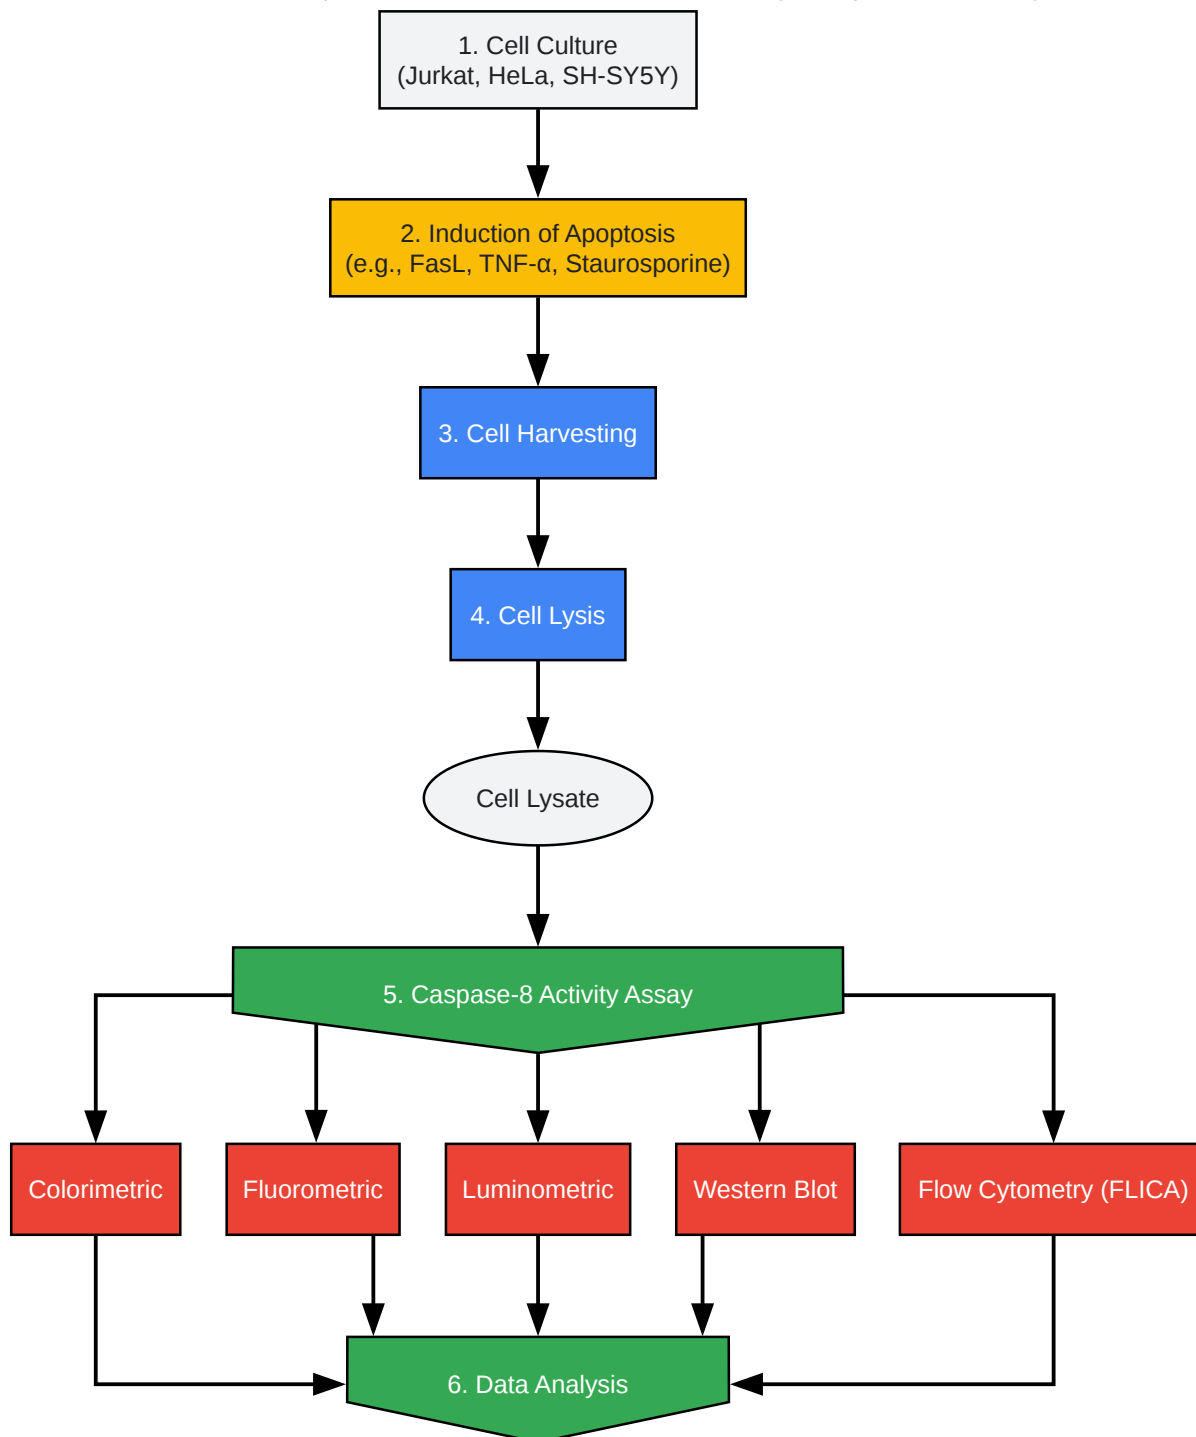 1. Cell Culture
(Jurkat, HeLa, SH-SY5Y)
2. Induction of Apoptosis
(e.g., FasL, TNF-α, Staurosporine)
3. Cell Harvesting
4. Cell Lysis
Cell Lysate
5. Caspase-8 Activity Assay
Colorimetric
Fluorometric
Luminometric
Western Blot
Flow Cytometry (FLICA)
6. Data Analysis